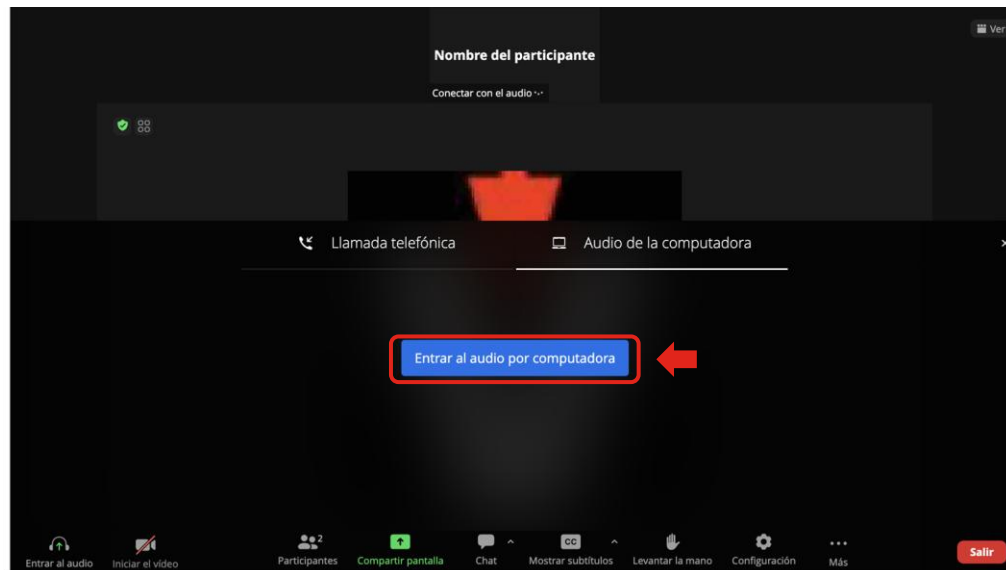 Ver
Nombre del participante
Conectar con el audio
Llamada telefónica
Audio de la computadora
Entrar al audio por computadora
2
CC
Entrar al audio
Iniciar el vídeo
Participantes
Compartir pantalla
Chat
Mostrar subtítulos
Levantar la mano
Configuración
Más
Salir